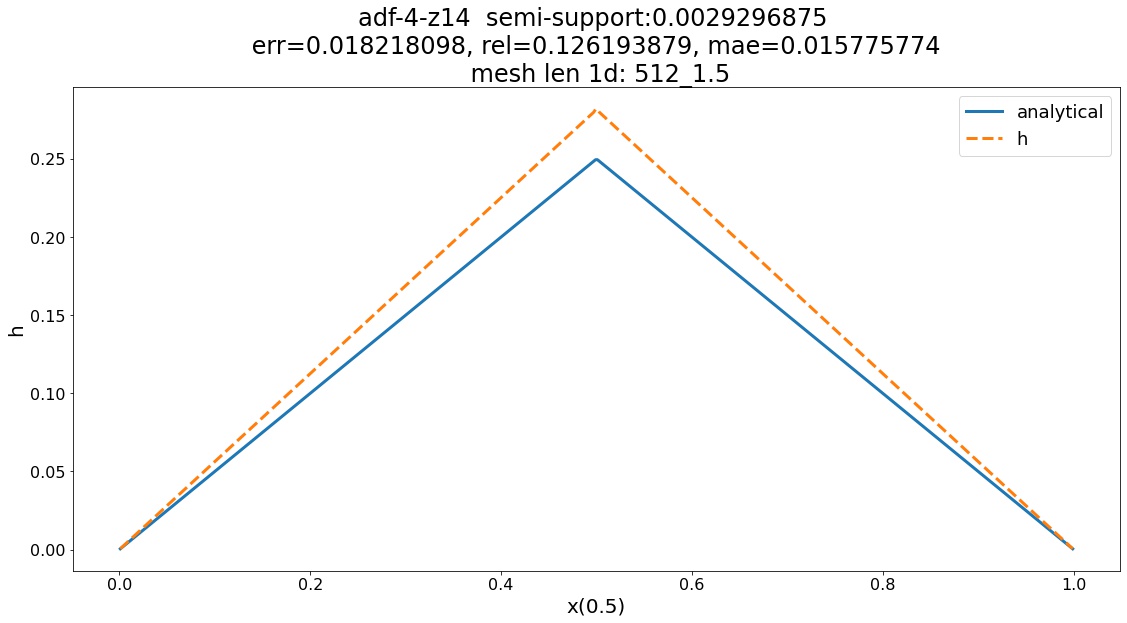 adf-4-z14  semi-support:0.0029296875
err=0.018218098, rel=0.126193879, mae=0.015775774
mesh len 1d: 512_1.5
analytical
h
h
0.25
0.20
0.15
0.10
0.05
0.00
0.0 0.2 0.4 0.6 0.8 1.0
x(0.5)